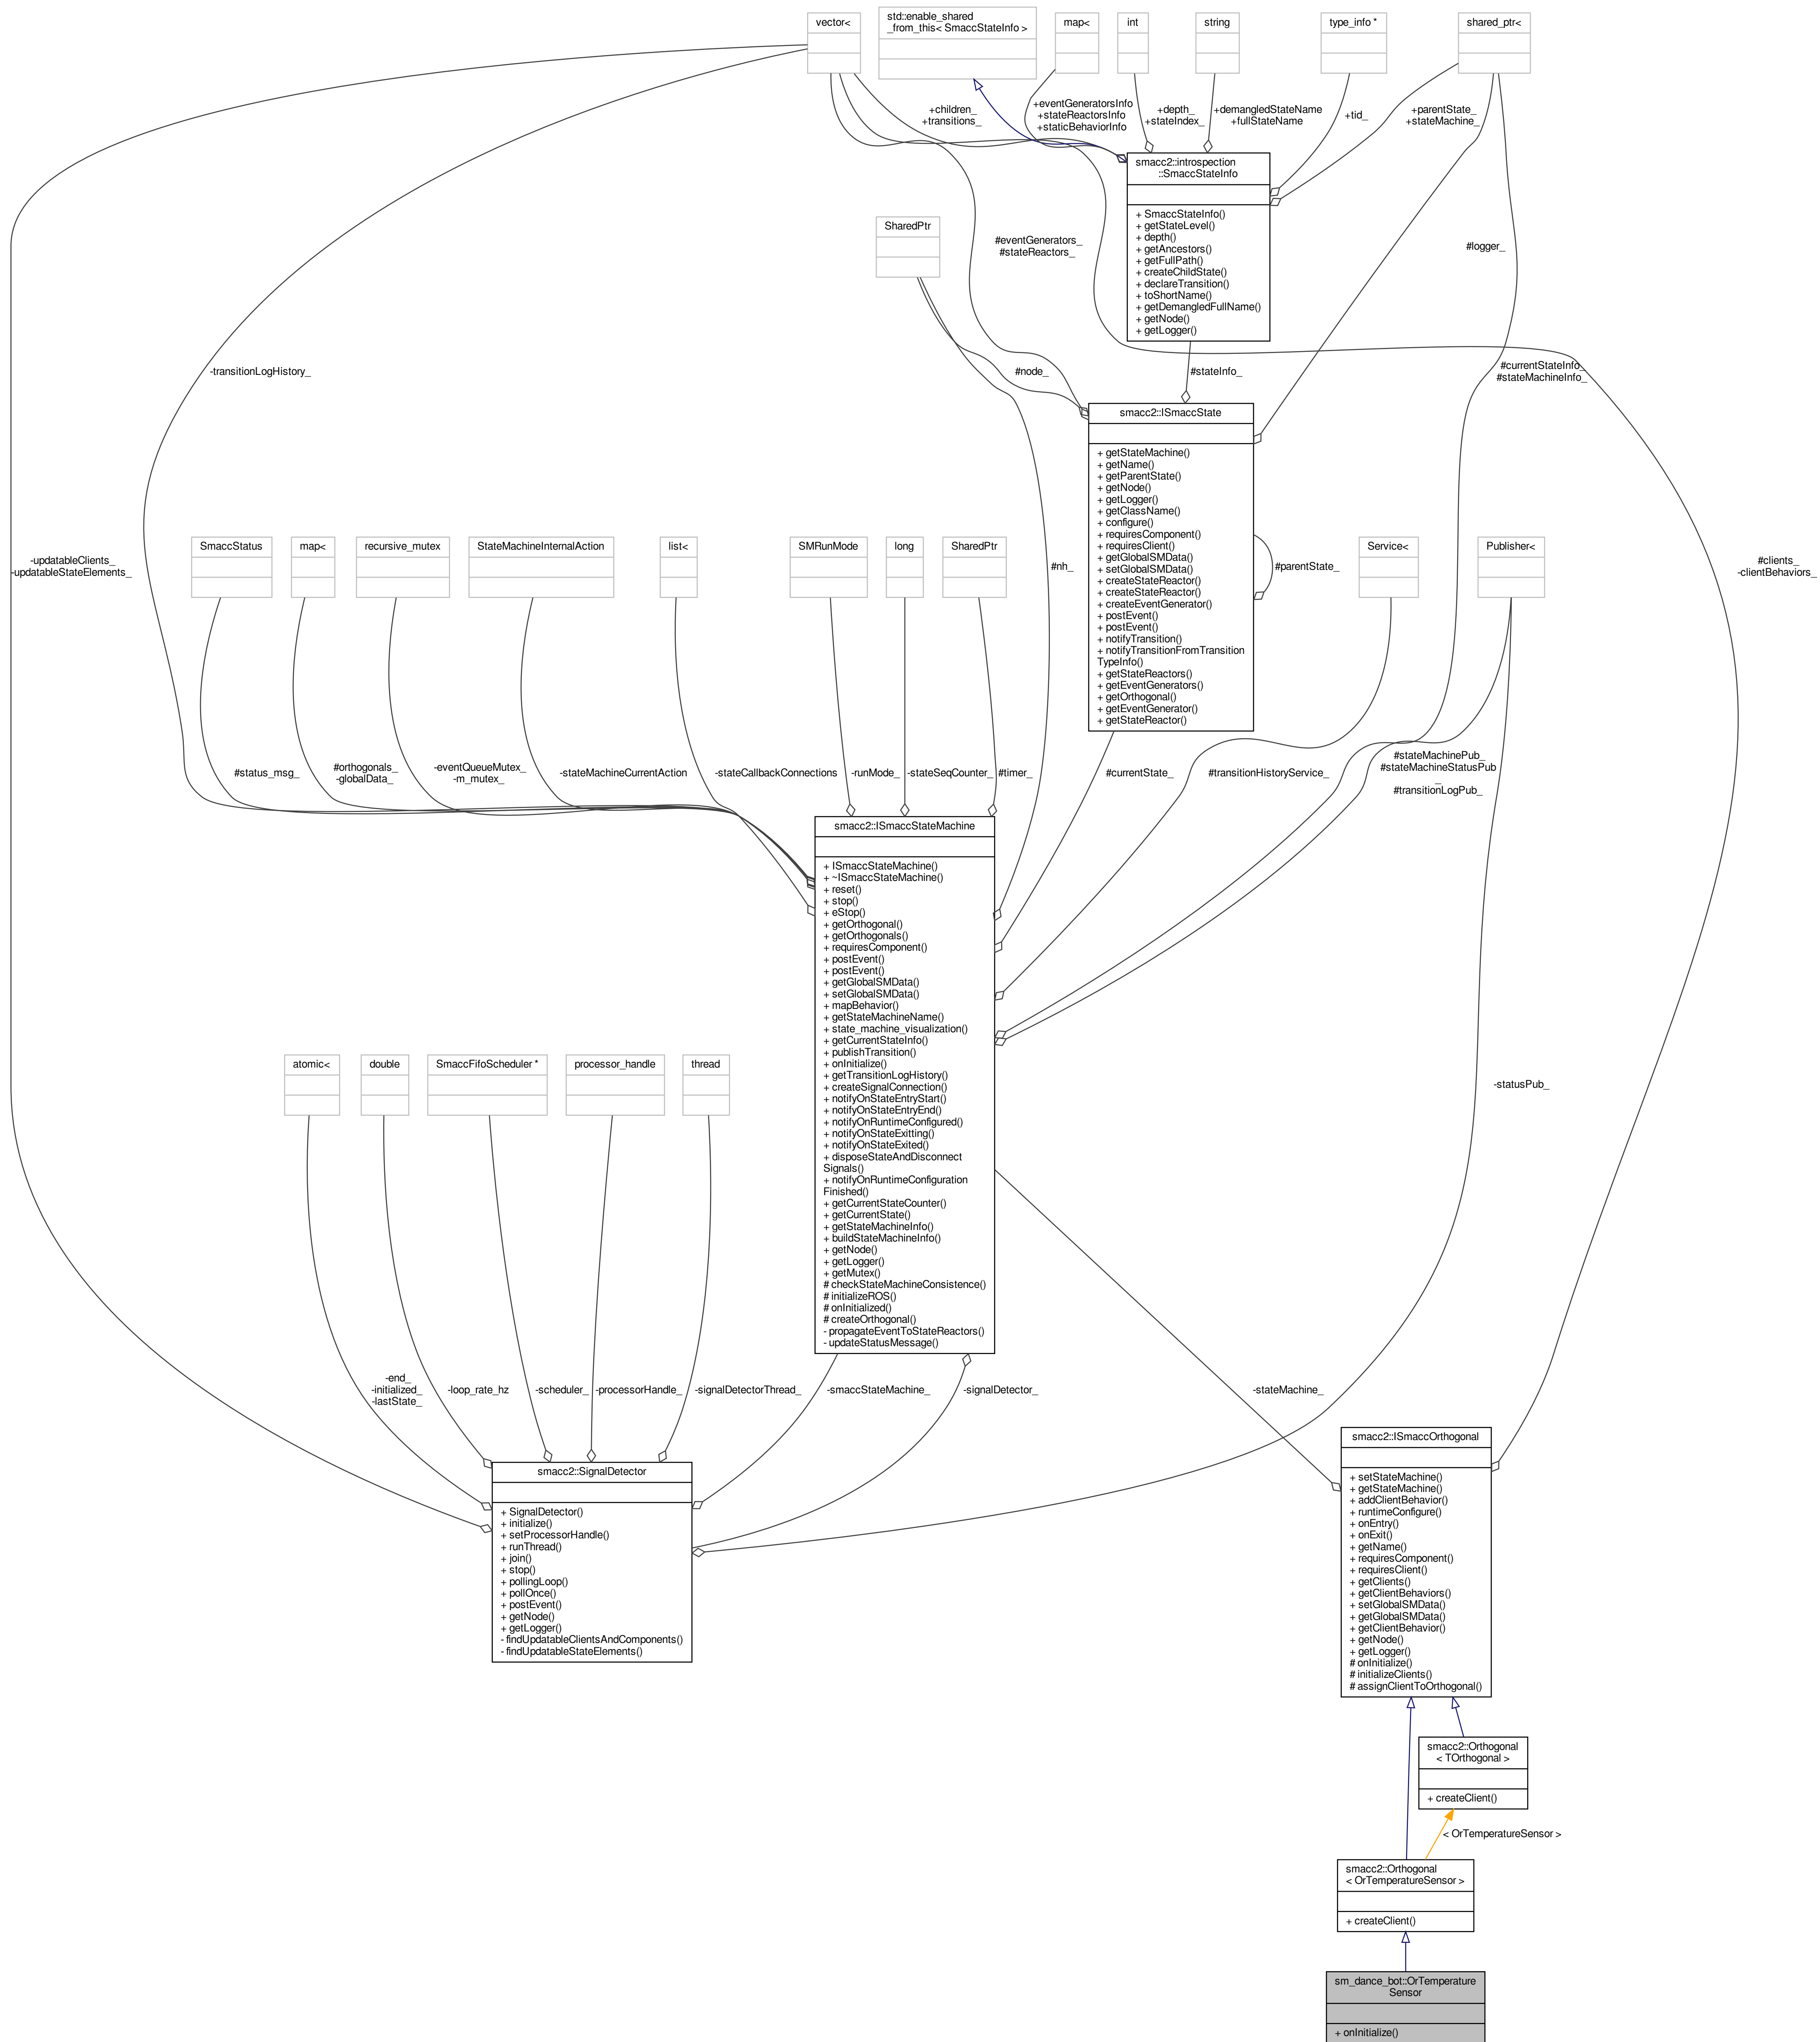 vector<
std::enable_shared
_from_this< SmaccStateInfo >
map<
int
string
type_info *
shared_ptr<
+children_
+transitions_
+eventGeneratorsInfo
+stateReactorsInfo
+staticBehaviorInfo
+depth_
+stateIndex_
+demangledStateName
+fullStateName
+tid_
+parentState_
+stateMachine_
smacc2::introspection
::SmaccStateInfo
+ SmaccStateInfo()
+ getStateLevel()
+ depth()
+ getAncestors()
+ getFullPath()
+ createChildState()
+ declareTransition()
+ toShortName()
+ getDemangledFullName()
+ getNode()
+ getLogger()
SharedPtr
#eventGenerators_
#stateReactors_
#logger_
-transitionLogHistory_
#node_
#stateInfo_
#currentStateInfo_
#stateMachineInfo_
smacc2::ISmaccState
+ getStateMachine()
+ getName()
+ getParentState()
+ getNode()
+ getLogger()
+ getClassName()
+ configure()
+ requiresComponent()
+ requiresClient()
+ getGlobalSMData()
+ setGlobalSMData()
+ createStateReactor()
+ createStateReactor()
+ createEventGenerator()
+ postEvent()
+ postEvent()
+ notifyTransition()
+ notifyTransitionFromTransition
TypeInfo()
+ getStateReactors()
+ getEventGenerators()
+ getOrthogonal()
+ getEventGenerator()
+ getStateReactor()
-updatableClients_
-updatableStateElements_
SmaccStatus
map<
recursive_mutex
StateMachineInternalAction
list<
SMRunMode
long
SharedPtr
#nh_
#parentState_
Service<
Publisher<
#clients_
-clientBehaviors_
#status_msg_
#orthogonals_
-globalData_
-eventQueueMutex_
-m_mutex_
-stateMachineCurrentAction
-stateCallbackConnections
-runMode_
-stateSeqCounter_
#timer_
#currentState_
#transitionHistoryService_
#stateMachinePub_
#stateMachineStatusPub
_
#transitionLogPub_
smacc2::ISmaccStateMachine
+ ISmaccStateMachine()
+ ~ISmaccStateMachine()
+ reset()
+ stop()
+ eStop()
+ getOrthogonal()
+ getOrthogonals()
+ requiresComponent()
+ postEvent()
+ postEvent()
+ getGlobalSMData()
+ setGlobalSMData()
+ mapBehavior()
+ getStateMachineName()
+ state_machine_visualization()
+ getCurrentStateInfo()
+ publishTransition()
+ onInitialize()
+ getTransitionLogHistory()
+ createSignalConnection()
+ notifyOnStateEntryStart()
+ notifyOnStateEntryEnd()
+ notifyOnRuntimeConfigured()
+ notifyOnStateExitting()
+ notifyOnStateExited()
+ disposeStateAndDisconnect
Signals()
+ notifyOnRuntimeConfiguration
Finished()
+ getCurrentStateCounter()
+ getCurrentState()
+ getStateMachineInfo()
+ buildStateMachineInfo()
+ getNode()
+ getLogger()
+ getMutex()
# checkStateMachineConsistence()
# initializeROS()
# onInitialized()
# createOrthogonal()
- propagateEventToStateReactors()
- updateStatusMessage()
atomic<
double
SmaccFifoScheduler *
processor_handle
thread
-statusPub_
-end_
-initialized_
-lastState_
-loop_rate_hz
-scheduler_
-processorHandle_
-signalDetectorThread_
-smaccStateMachine_
-signalDetector_
-stateMachine_
smacc2::SignalDetector
+ SignalDetector()
+ initialize()
+ setProcessorHandle()
+ runThread()
+ join()
+ stop()
+ pollingLoop()
+ pollOnce()
+ postEvent()
+ getNode()
+ getLogger()
- findUpdatableClientsAndComponents()
- findUpdatableStateElements()
smacc2::ISmaccOrthogonal
+ setStateMachine()
+ getStateMachine()
+ addClientBehavior()
+ runtimeConfigure()
+ onEntry()
+ onExit()
+ getName()
+ requiresComponent()
+ requiresClient()
+ getClients()
+ getClientBehaviors()
+ setGlobalSMData()
+ getGlobalSMData()
+ getClientBehavior()
+ getNode()
+ getLogger()
# onInitialize()
# initializeClients()
# assignClientToOrthogonal()
smacc2::Orthogonal
< TOrthogonal >
+ createClient()
< OrTemperatureSensor >
smacc2::Orthogonal
< OrTemperatureSensor >
+ createClient()
sm_dance_bot::OrTemperature
Sensor
+ onInitialize()